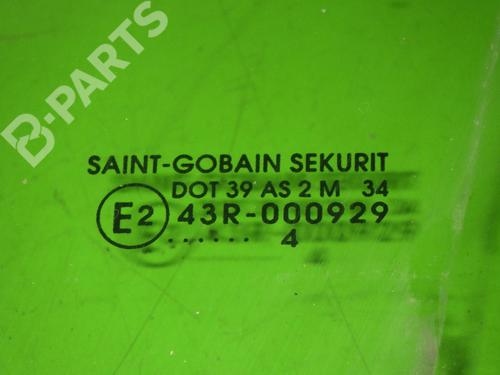 B-PARTS
SAINT-GOBAIN SEKURIT
DOT 39 AS 2 M 34
E2 43R-000929
...... 4